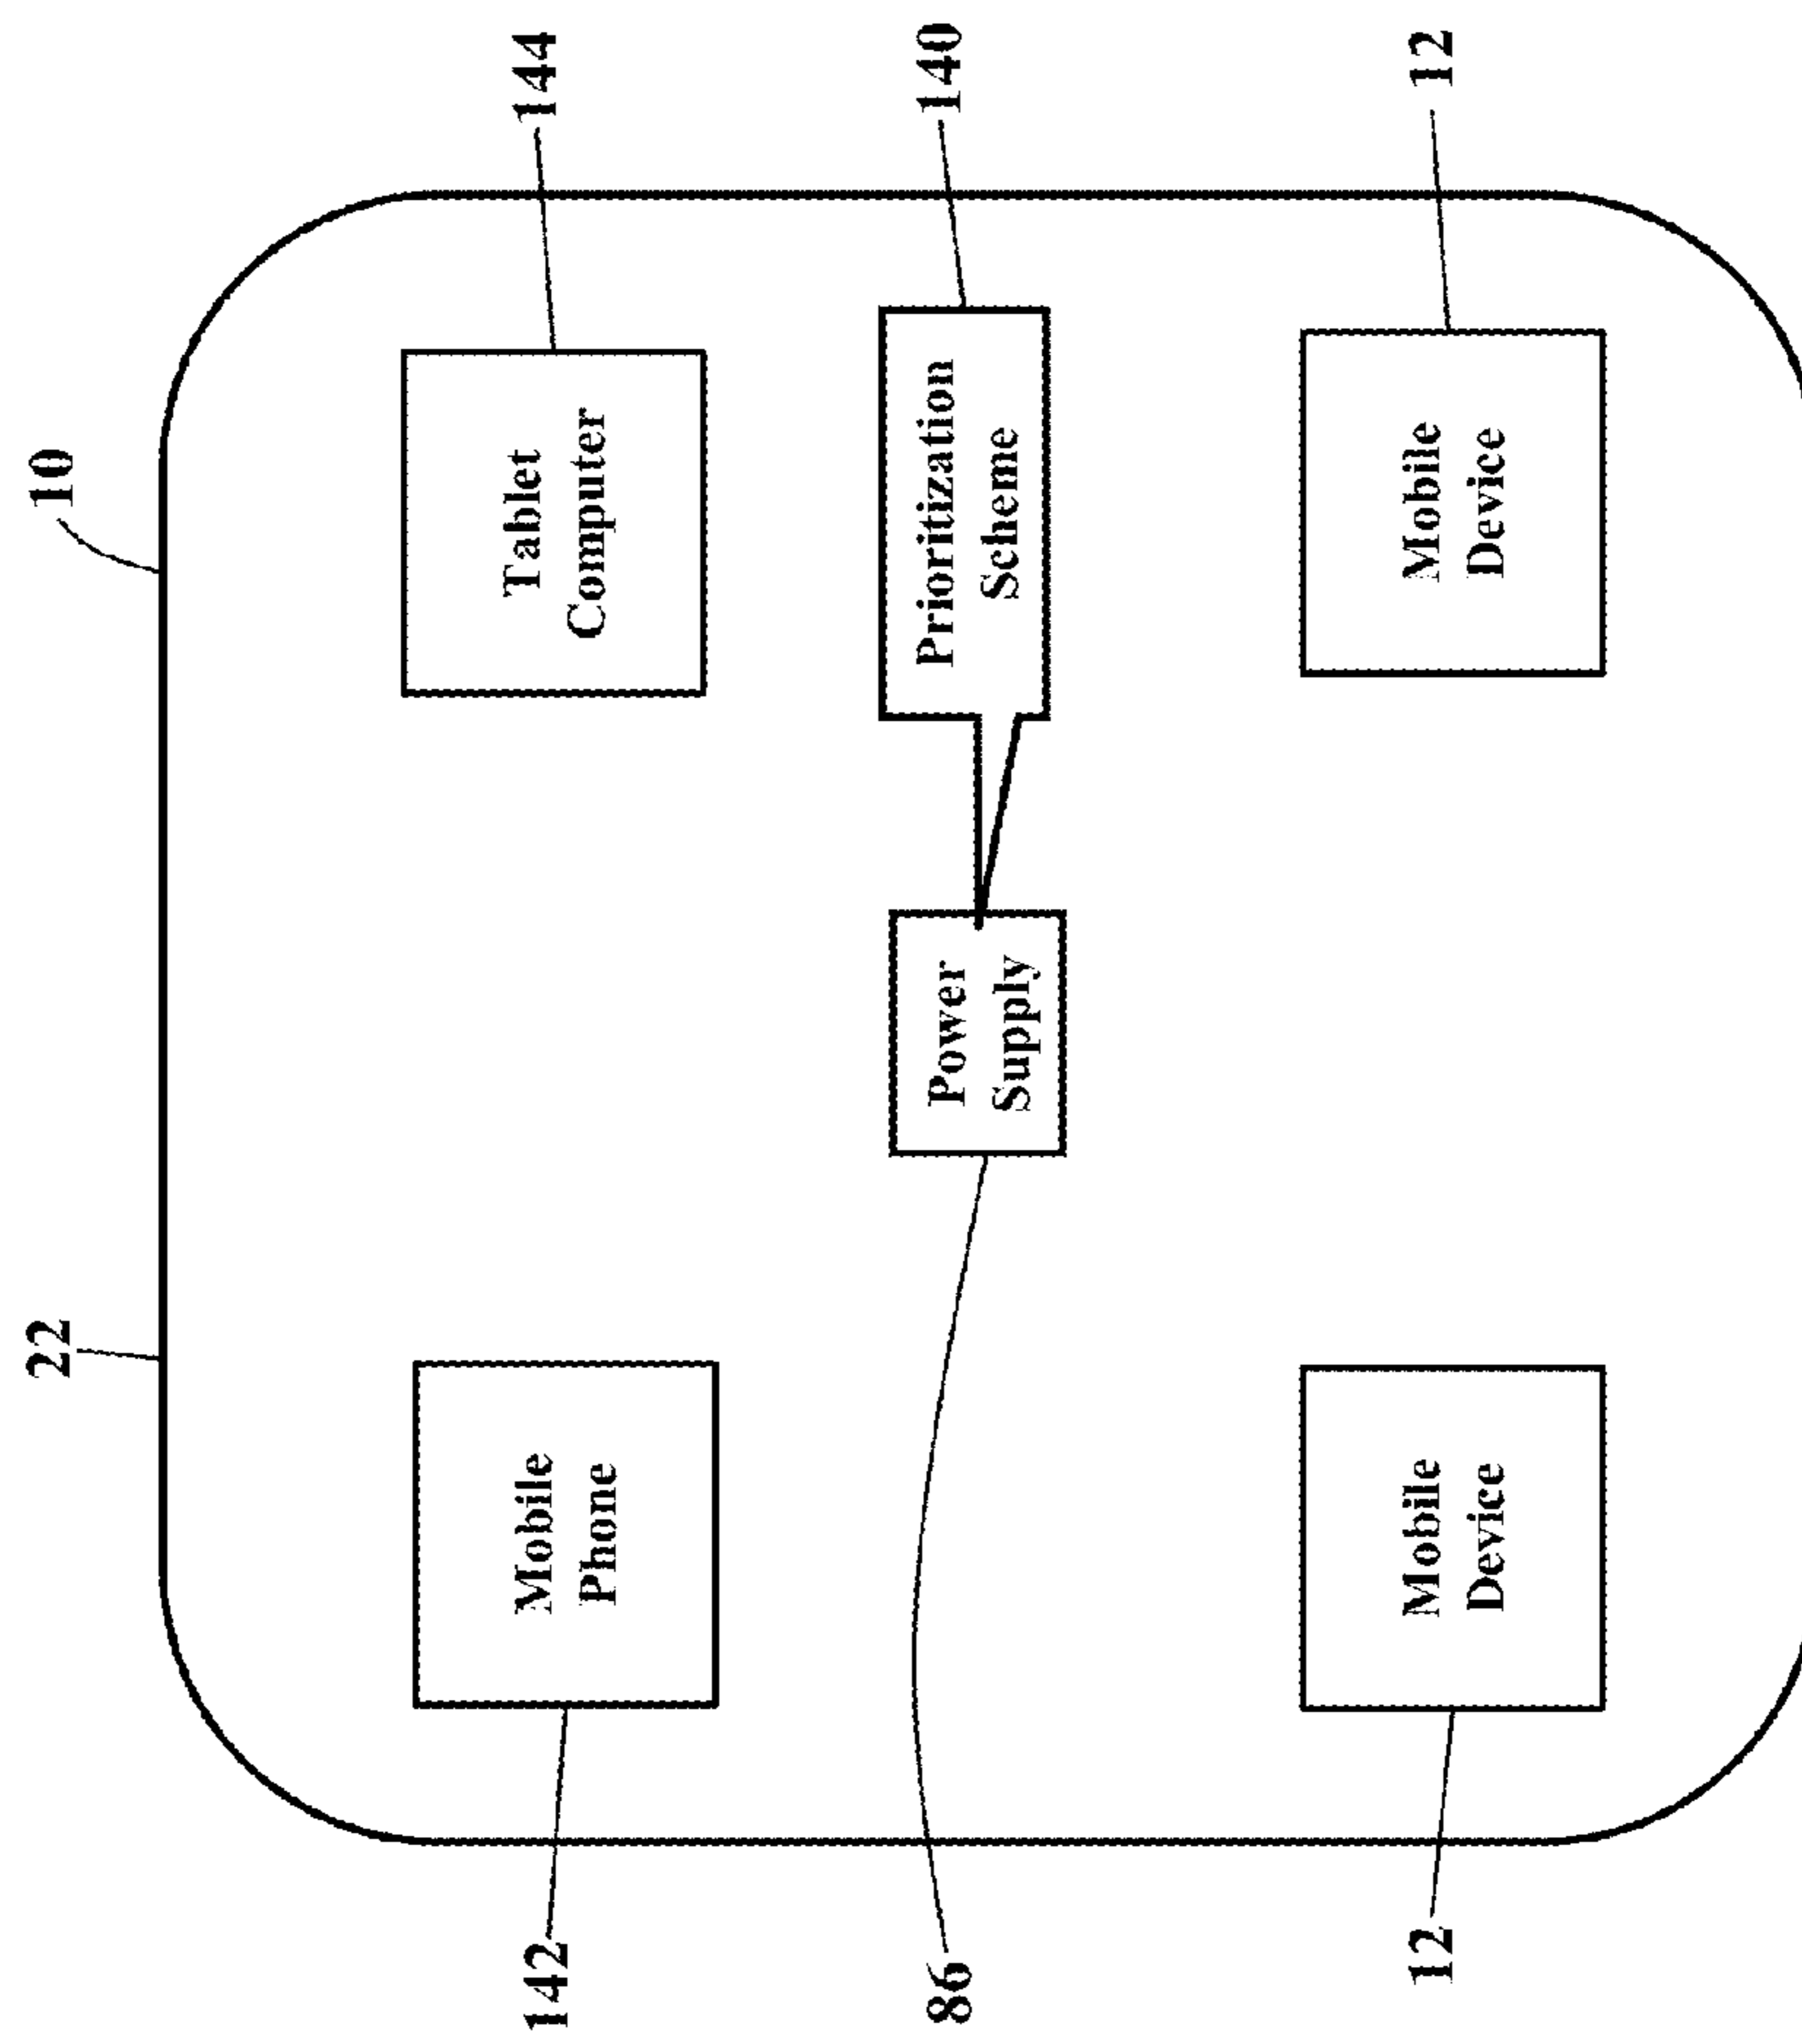 22
10
142
Mobile
Phone
Tablet
Computer
144
86
Power
Supply
Prioritization
Scheme
140
12
Mobile
Device
Mobile
Device
12